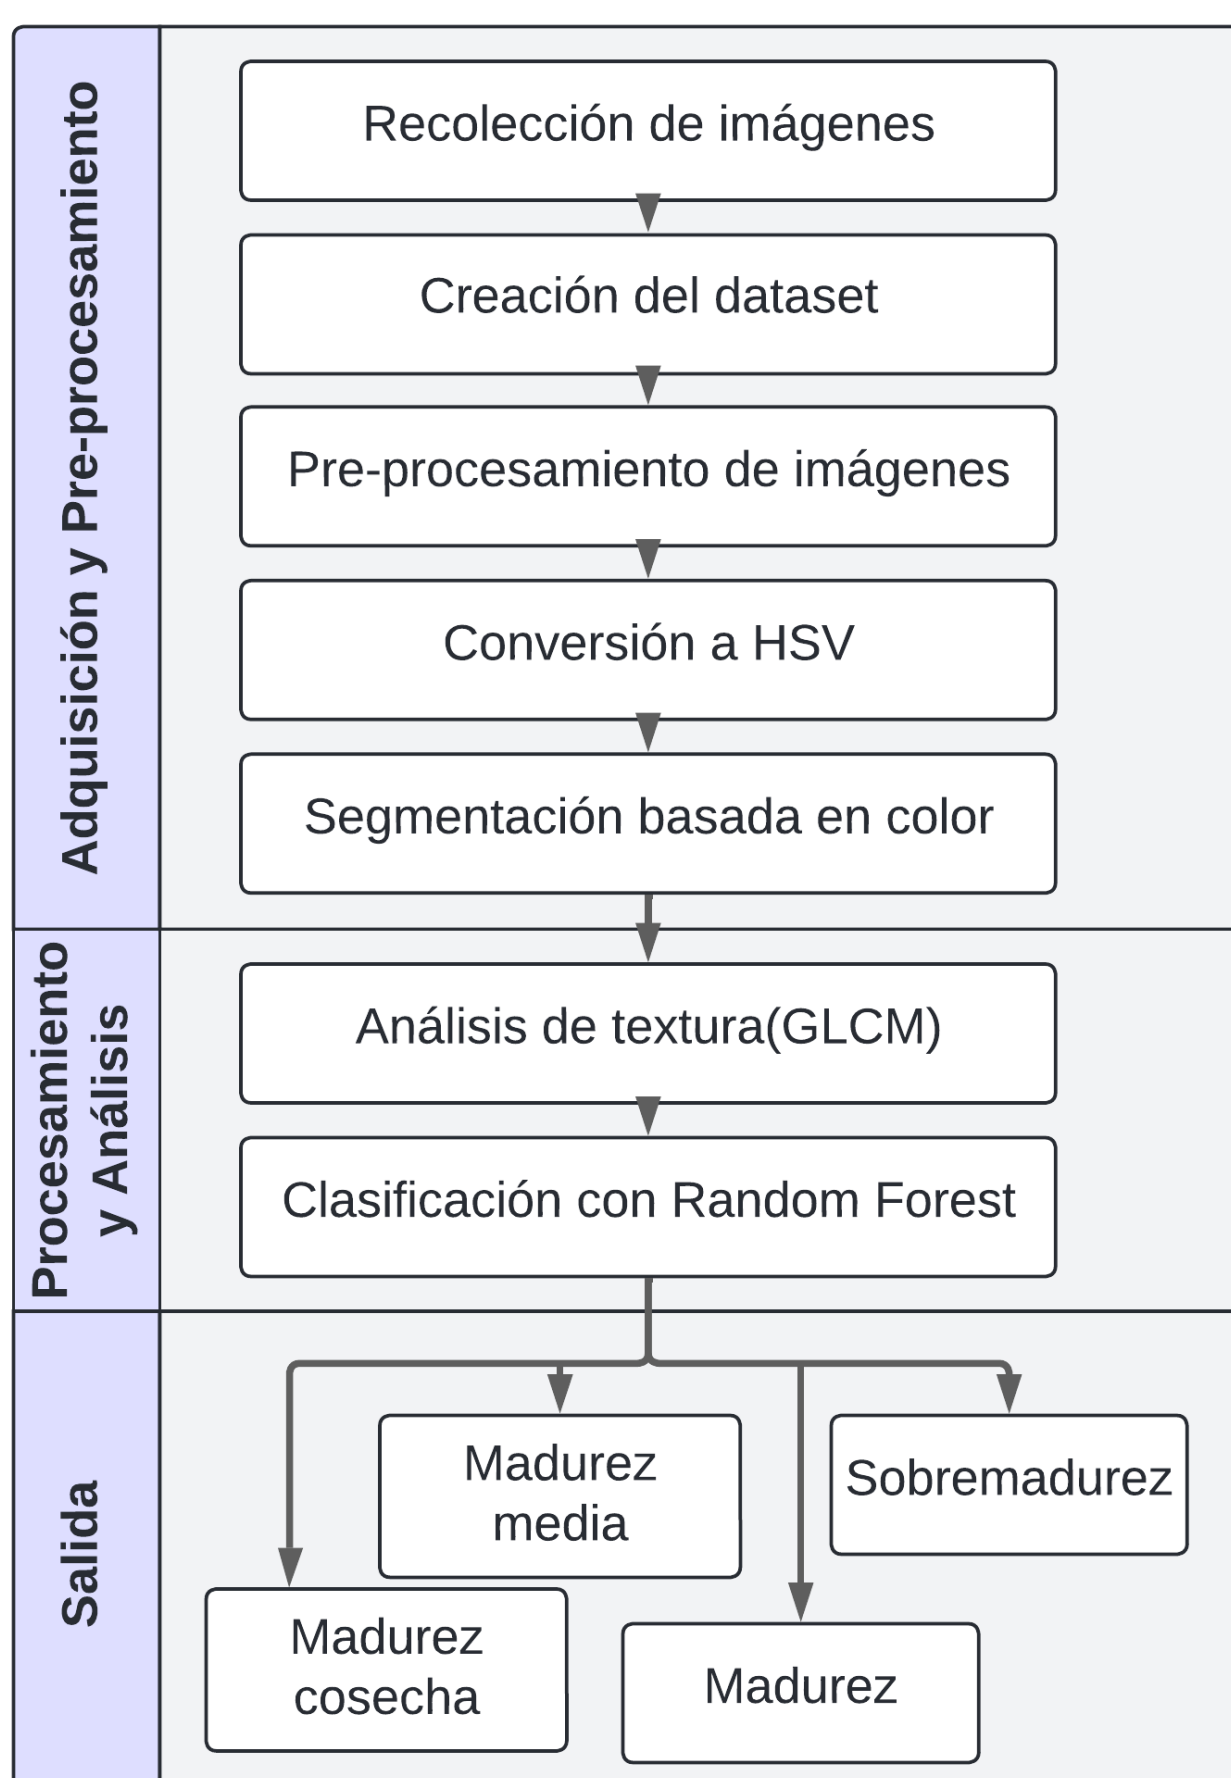 Adquisición y Pre-procesamiento
Recolección de imágenes
Creación del dataset
Pre-procesamiento de imágenes
Conversión a HSV
Segmentación basada en color
Procesamiento
y Análisis
Análisis de textura(GLCM)
Clasificación con Random Forest
Salida
Madurez
cosecha
Madurez
media
Madurez
Sobremadurez